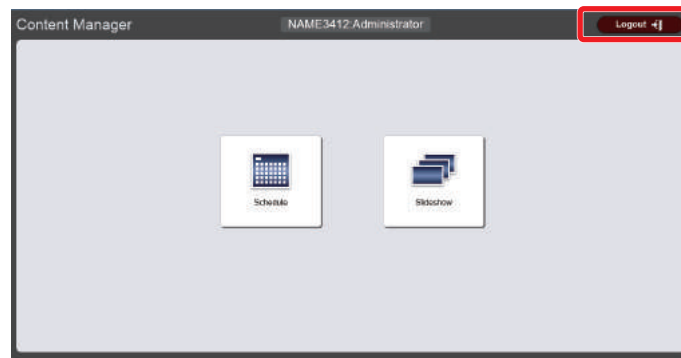 Content Manager
NAME3412:Administrator
Logout
Schedule
Slideshow